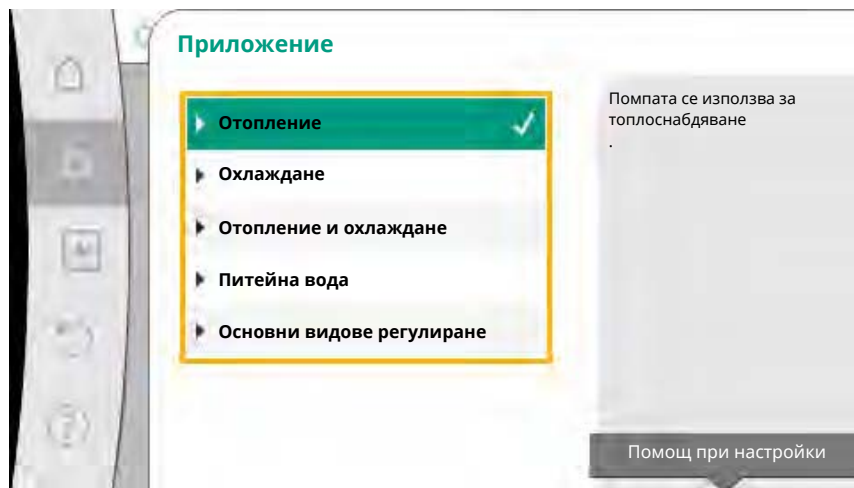 Приложение
Отопление
Охлаждане
Отопление и охлаждане
Питейна вода
Основни видове регулиране
Помпата се използва за
топлоснабдяване
.
Помощ при настройки